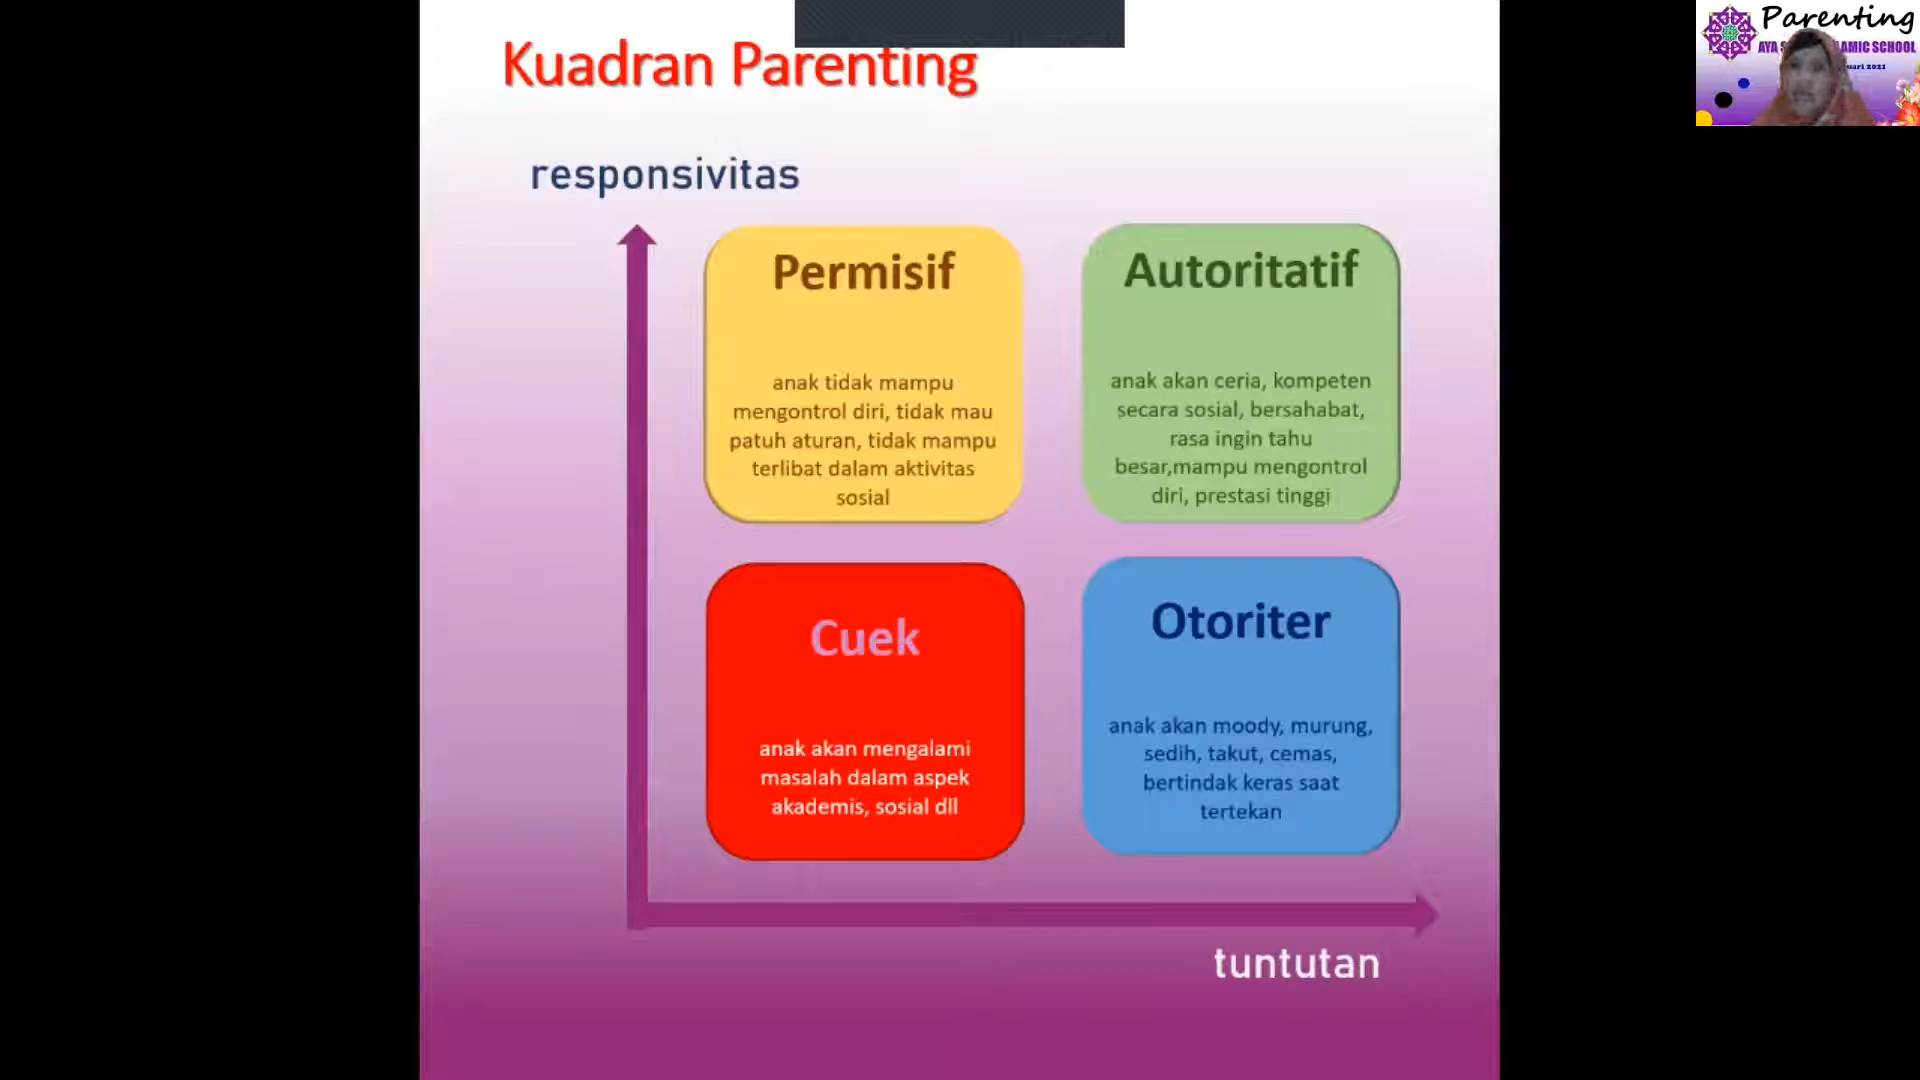 Kuadran Parenting
responsivitas
Permisif
anak tidak mampu
mengontrol diri, tidak mau
patuh aturan, tidak mampu
terlibat dalam aktivitas
sosial
Autoritatif
anak akan ceria, kompeten
secara sosial, bersahabat,
rasa ingin tahu
besar,mampu mengontrol
diri, prestasi tinggi
Cuek
anak akan mengalami
masalah dalam aspek
akademis, sosial dll
Otoriter
anak akan moody, murung,
sedih, takut, cemas,
bertindak keras saat
tertekan
tuntutan
Parenting
AYA SCHOOL
2021